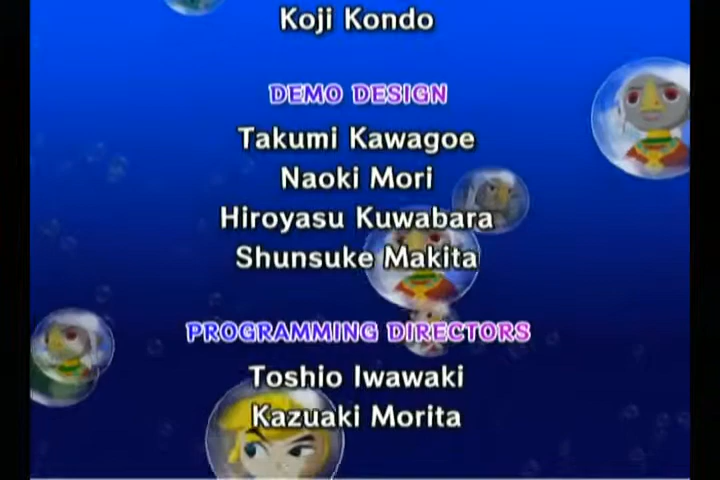 Koji Kondo
DEMO DESIGN
Takumi Kawagoe
Naoki Mori
Hiroyasu Kuwabara
Shunsuke Makita
PROGRAMMING DIRECTORS
Toshio Iwawaki
Kazuaki Morita